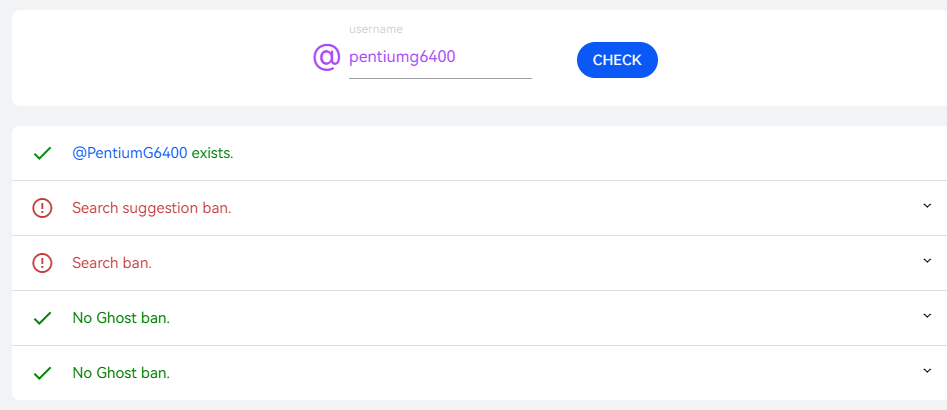 username
@ pentiumg6400
CHECK
@PentiumG6400 exists.
Search suggestion ban.
Search ban.
No Ghost ban.
No Ghost ban.